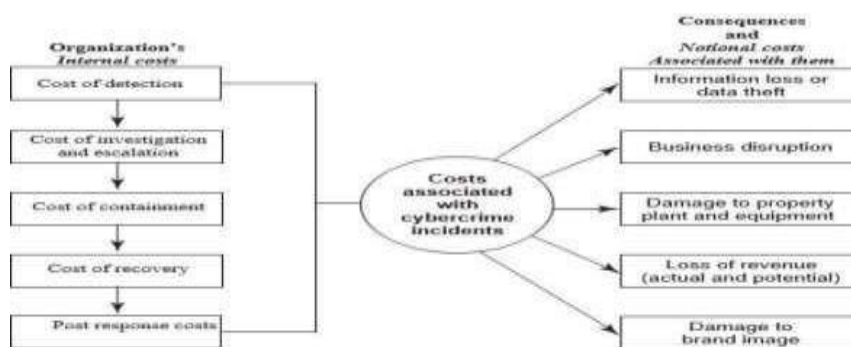 Organization's
Internal costs
Cost of detection
Cost of investigation
and escalation
Cost of containment
Cost of recovery
Post response costs
Costs
associated
with
cybercrime
incidents
Consequences
and
Notional costs
Associated with them
Information loss or
data theft
Business disruption
Damage to property
plant and equipment
Loss of revenue
(actual and potential)
Damage to
brand image